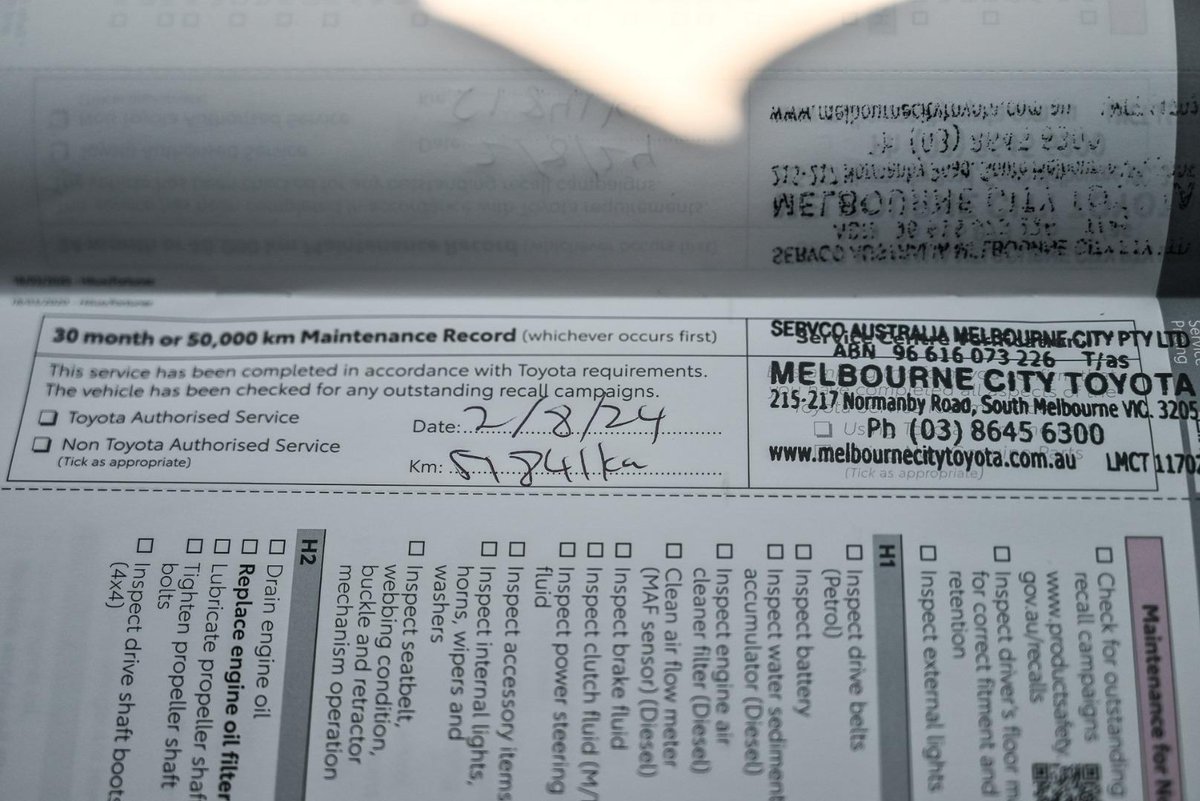 18/03/2020 - Hilux/Fortuner
30 month or 50,000 km Maintenance Record (whichever occurs first)
This service has been completed in accordance with Toyota requirements.
The vehicle has been checked for any outstanding recall campaigns.
Toyota Authorised Service
Non Toyota Authorised Service
(Tick as appropriate)
Date: 2/8/24
Km:
SERVCO AUSTRALIA MELBOURNE CITY PTY LTD
ABN 96 616 073 226 T/as
MELBOURNE CITY TOYOTA
215-217 Normanby Road, South Melbourne VIC. 3205
Ph (03) 8645 6300
www.melbournecitytoyota.com.au LMCT 11702
(Tick as appropriate)
Maintenance for
Check for outstanding
recall campaigns
www.productsafety.
gov.au/recalls
Inspect driver's floor
for correct fitment and
retention
Inspect external lights
H1
Inspect drive belts
(Petrol)
Inspect battery
Inspect water sediment
accumulator (Diesel)
Inspect engine air
cleaner filter (Diesel)
Clean air flow meter
(MAF sensor) (Diesel)
Inspect brake fluid
Inspect clutch fluid (M/
Inspect power steering
fluid
Inspect accessory items
Inspect internal lights,
horns, wipers and
washers
Inspect seatbelt,
webbing condition,
buckle and retractor
mechanism operation
H2
Drain engine oil
Replace engine oil filter
Lubricate propeller shaf
Tighten propeller shaft
bolts
Inspect drive shaft boots
(4x4)